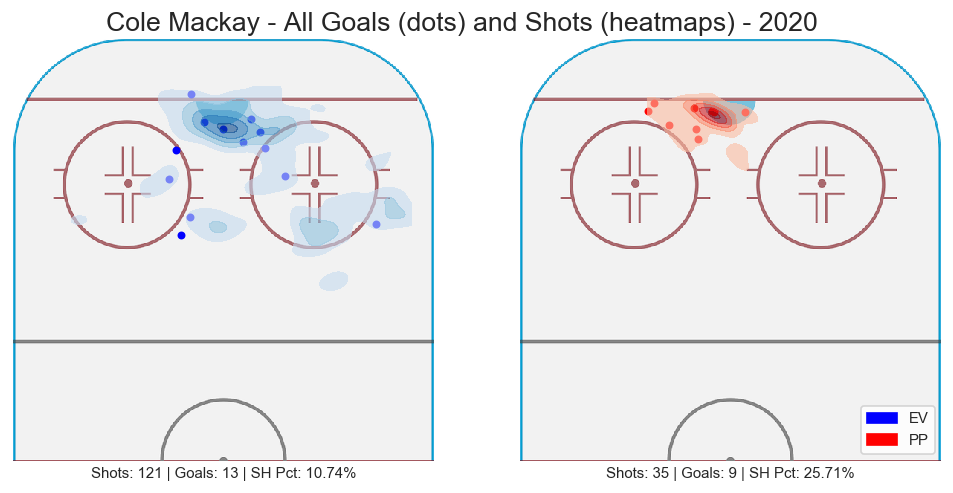 Cole Mackay - All Goals (dots) and Shots (heatmaps) - 2020
EV
PP
Shots: 121 | Goals: 13 | SH Pct: 10.74%
Shots: 35 | Goals: 9 | SH Pct: 25.71%